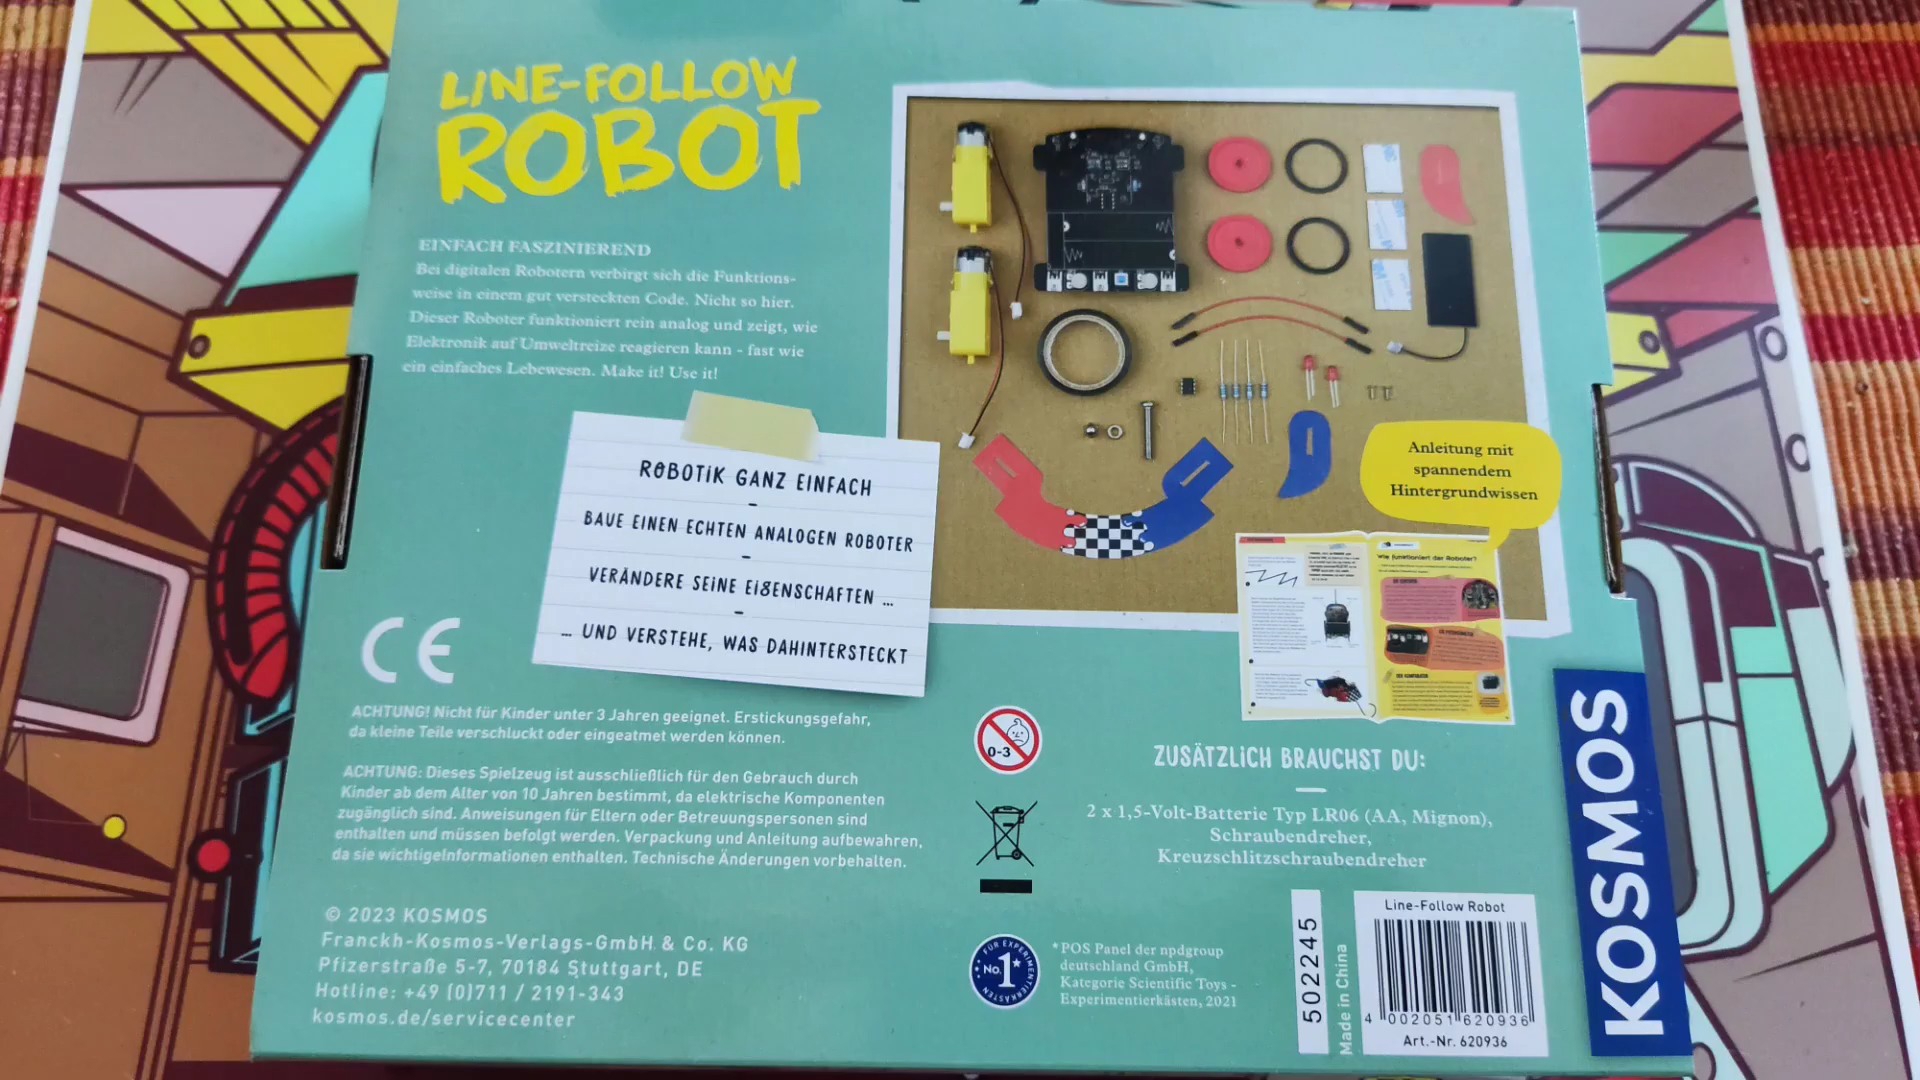 LINE-FOLLOW
ROBOT
EINFACH FASZINIEREND
Bei digitalen Robotern verbirgt sich die Funktions-
weise in einem gut versteckten Code. Nicht so hier.
Dieser Roboter funktioniert rein analog und zeigt, wie
Elektronik auf Umweltreize reagieren kann - fast wie
ein einfaches Lebewesen. Make it! Use it!
ROBOTIK GANZ EINFACH
-
BAUE EINEN ECHTEN ANALOGEN ROBOTER
-
VERÄNDERE SEINE EIGENSCHAFTEN ...
-
... UND VERSTEHE, WAS DAHINTERSTECKT
Anleitung mit
spannendem
Hintergrundwissen
Wie funktioniert der Roboter?
CE
ACHTUNG! Nicht für Kinder unter 3 Jahren geeignet. Erstickungsgefahr,
da kleine Teile verschluckt oder eingeatmet werden können.
ACHTUNG: Dieses Spielzeug ist ausschließlich für den Gebrauch durch
Kinder ab dem Alter von 10 Jahren bestimmt, da elektrische Komponenten
zugänglich sind. Anweisungen für Eltern oder Betreuungspersonen sind
enthalten und müssen befolgt werden. Verpackung und Anleitung aufbewahren,
da sie wichtigeInformationen enthalten. Technische Änderungen vorbehalten.
0-3
ZUSÄTZLICH BRAUCHST DU:
2 x 1,5-Volt-Batterie Typ LR06 (AA, Mignon),
Schraubendreher,
Kreuzschlitzschraubendreher
© 2023 KOSMOS
Franckh-Kosmos-Verlags-GmbH & Co. KG
Pfizerstraße 5-7, 70184 Stuttgart, DE
Hotline: +49 (0)711 / 2191-343
kosmos.de/servicecenter
FÜR EXPERIMENTIERKÄSTEN
No. 1*
*POS Panel der npdgroup
deutschland GmbH,
Kategorie Scientific Toys -
Experimentierkästen, 2021
502245
Made in China
Line-Follow Robot
4 002051 620936
Art.-Nr. 620936
KOSMOS